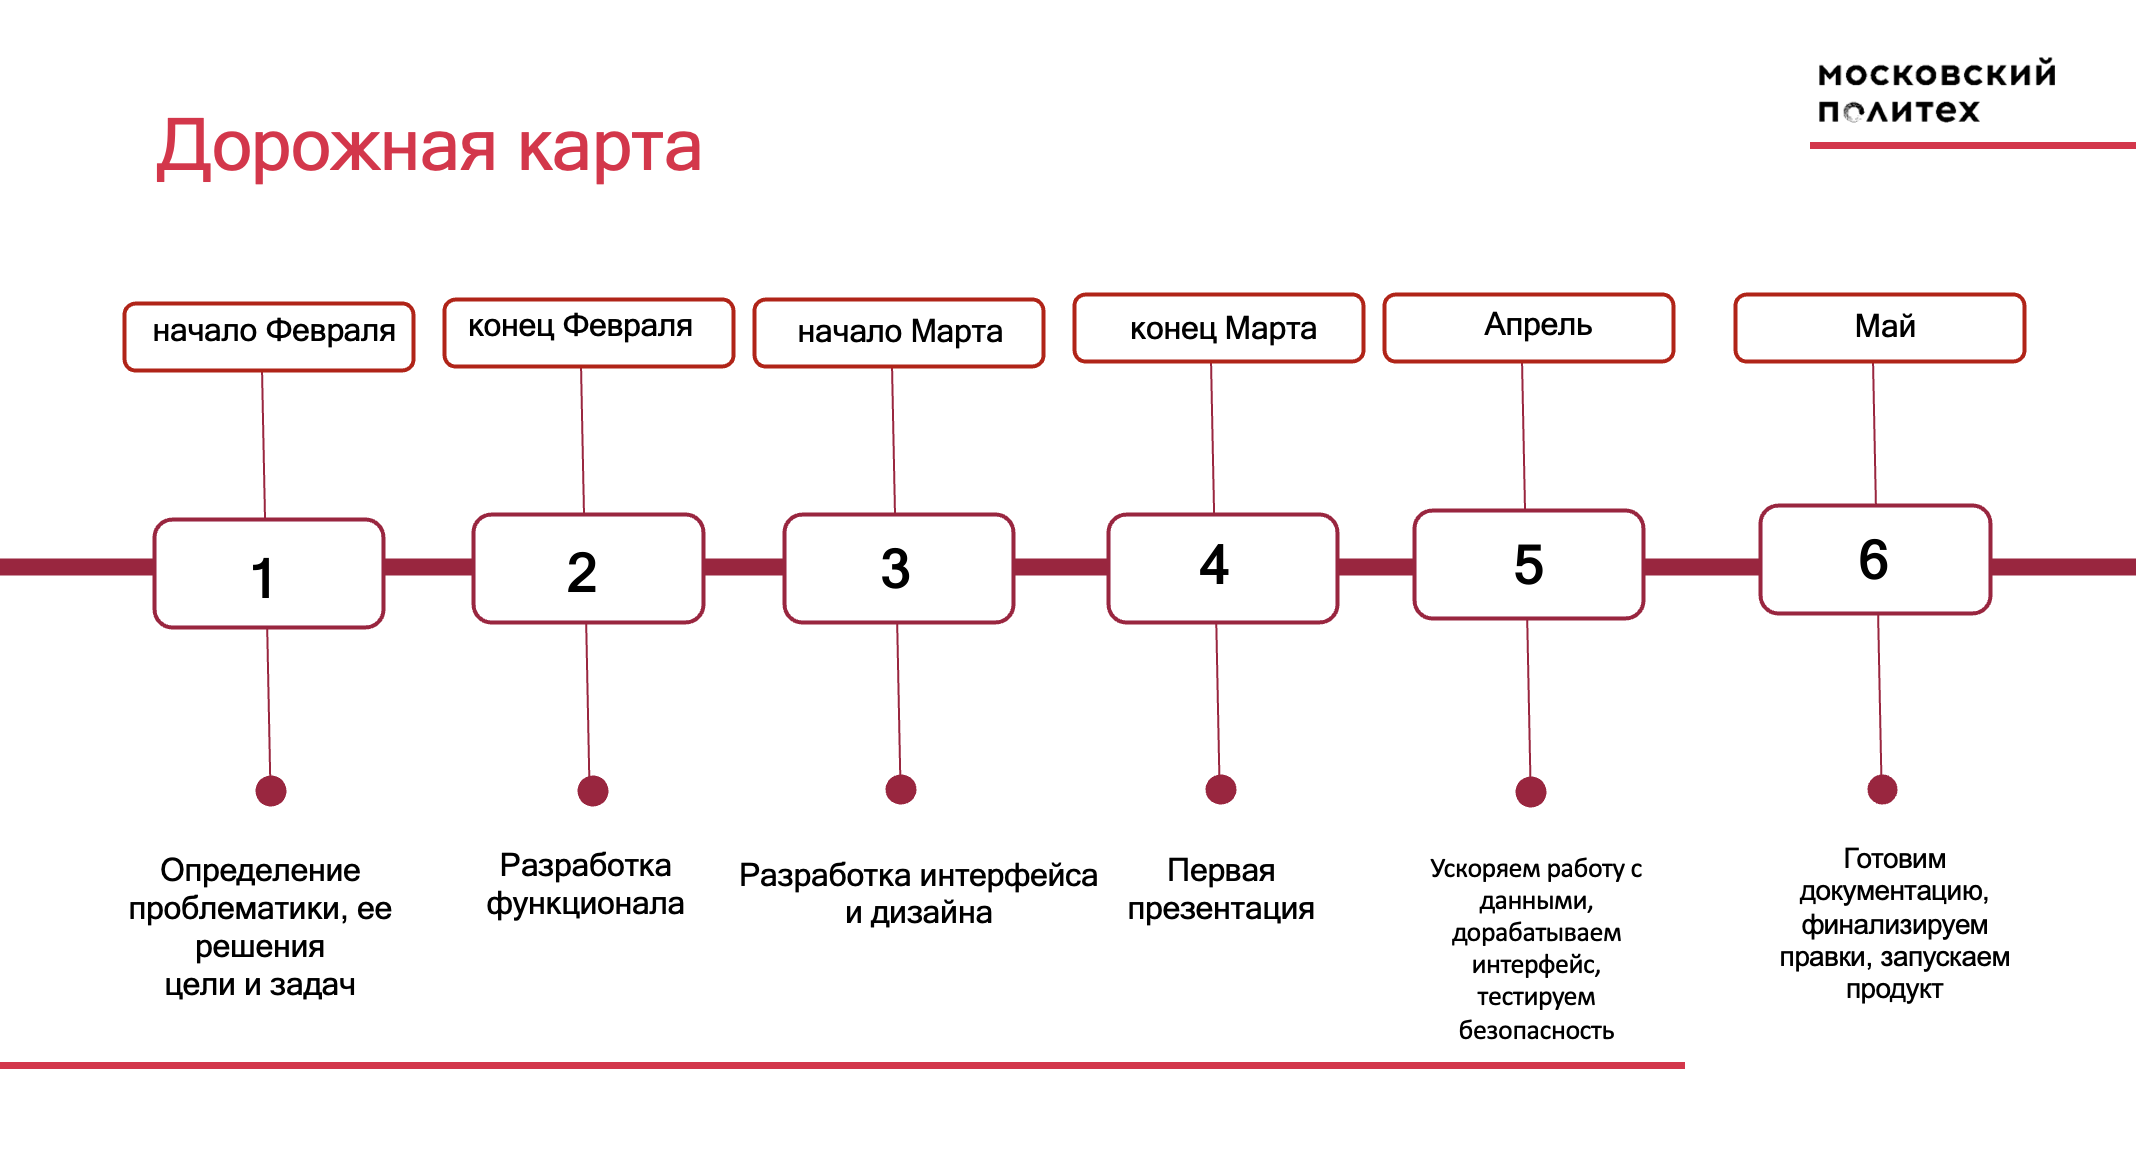 МОСКОВСКИЙ
ПОЛИТЕХ
Дорожная карта
начало Февраля
конец Февраля
начало Марта
конец Марта
Апрель
Май
1
2
3
4
5
6
Определение
проблематики, ее
решения
цели и задач
Разработка
функционала
Разработка интерфейса
и дизайна
Первая
презентация
Ускоряем работу с
данными,
дорабатываем
интерфейс,
тестируем
безопасность
Готовим
документацию,
финализируем
правки, запускаем
продукт